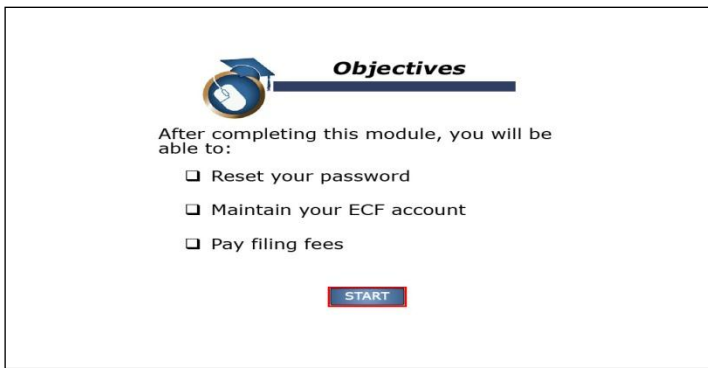 Objectives
After completing this module, you will be
able to:
❑ Reset your password
❑ Maintain your ECF account
❑ Pay filing fees
START